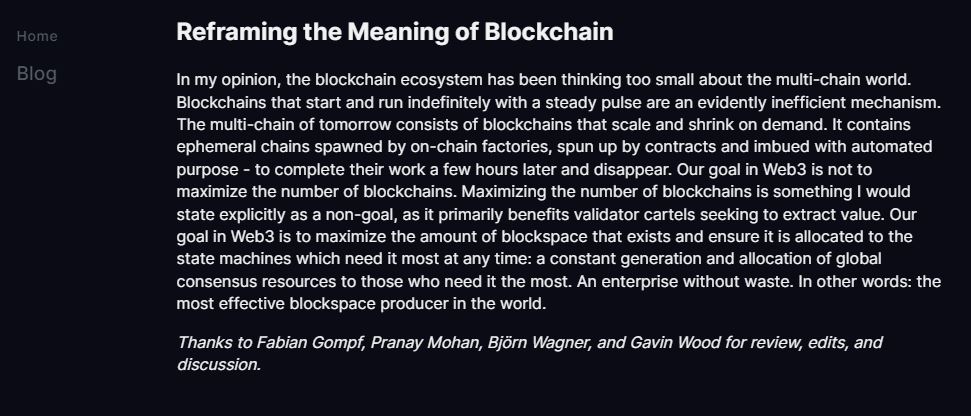 Home
Blog
Reframing the Meaning of Blockchain
In my opinion, the blockchain ecosystem has been thinking too small about the multi-chain world.
Blockchains that start and run indefinitely with a steady pulse are an evidently inefficient mechanism.
The multi-chain of tomorrow consists of blockchains that scale and shrink on demand. It contains
ephemeral chains spawned by on-chain factories, spun up by contracts and imbued with automated
purpose - to complete their work a few hours later and disappear. Our goal in Web3 is not to
maximize the number of blockchains. Maximizing the number of blockchains is something I would
state explicitly as a non-goal, as it primarily benefits validator cartels seeking to extract value. Our
goal in Web3 is to maximize the amount of blockspace that exists and ensure it is allocated to the
state machines which need it most at any time: a constant generation and allocation of global
consensus resources to those who need it the most. An enterprise without waste. In other words: the
most effective blockspace producer in the world.
Thanks to Fabian Gompf, Pranay Mohan, Björn Wagner, and Gavin Wood for review, edits, and
discussion.